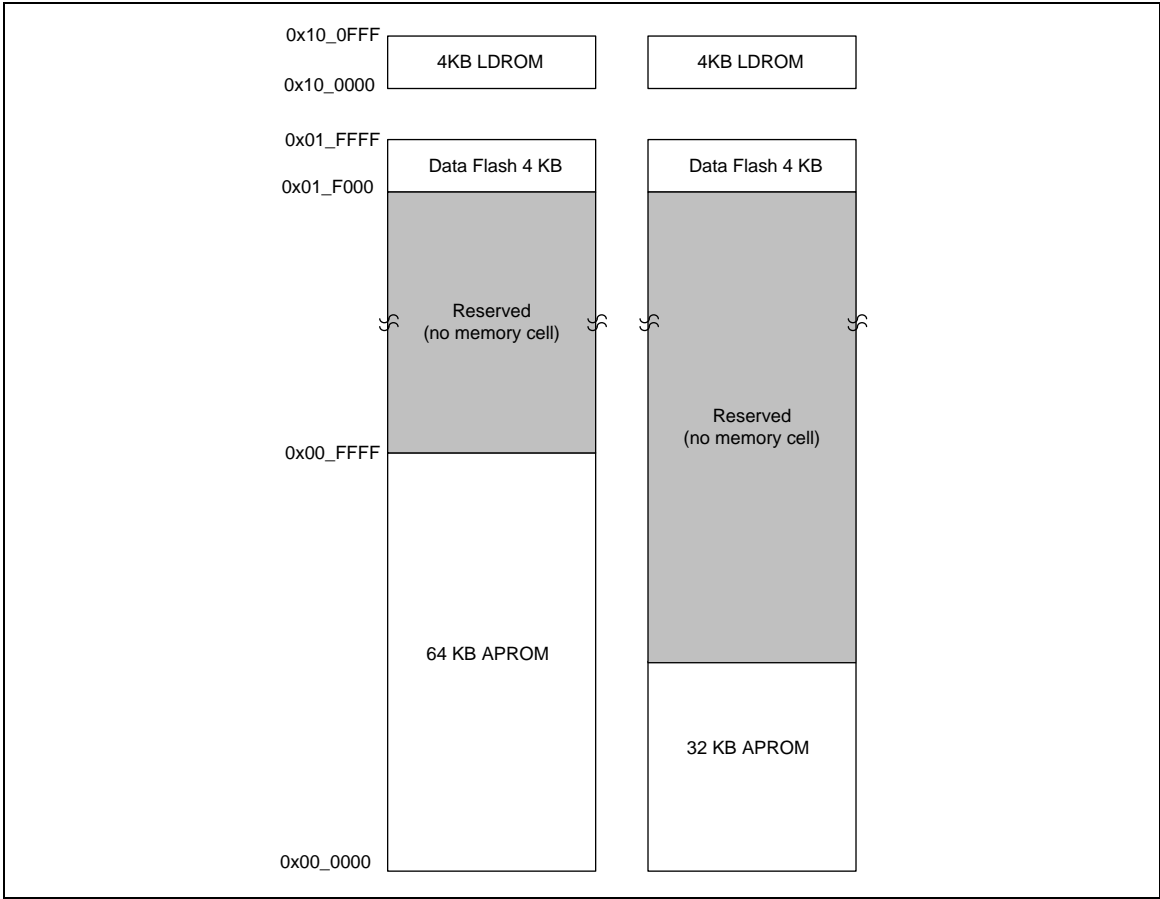 0x10_0FFF
4KB LDROM
4KB LDROM
0x10_0000
0x01_FFFF
Data Flash 4 KB
Data Flash 4 KB
0x01_F000
Reserved
(no memory cell)
Reserved
(no memory cell)
0x00_FFFF
64 KB APROM
32 KB APROM
0x00_0000